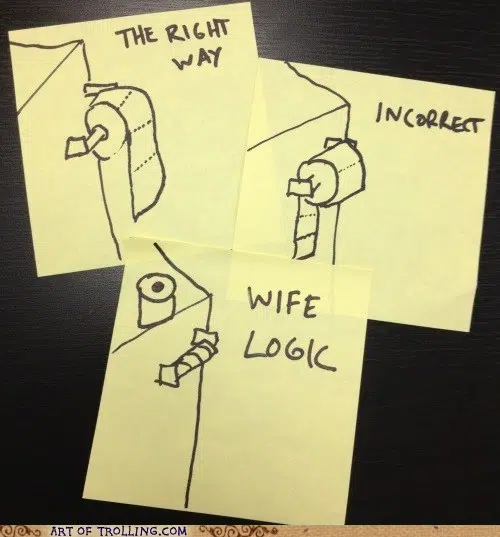 THE RIGHT
WAY
INCORRECT
WIFE
LOGIC
ART OF TROLLING.COM